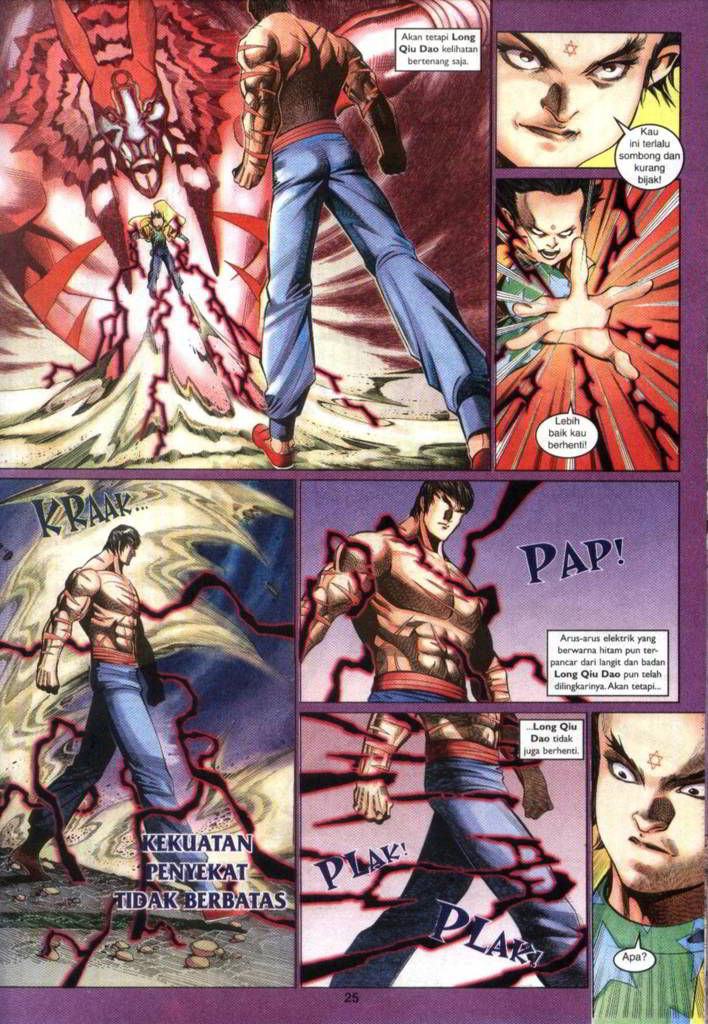 Akan tetapi Long
Qiu Dao kelihatan
bertenang saja.
Kau
ini terlalu
sombong dan
kurang
bijak!
Lebih
baik kau
berhenti!
KRAAK...
KEKUATAN
PENYEKAT
TIDAK BERBATAS
PAP!
Arus-arus elektrik yang
berwarna hitam pun ter-
pancar dari langit dan badan
Long Qiu Dao pun telah
dilingkarinya. Akan tetapi...
...Long Qiu
Dao tidak
juga berhenti.
PLAK!
PLAK!
Apa?
25